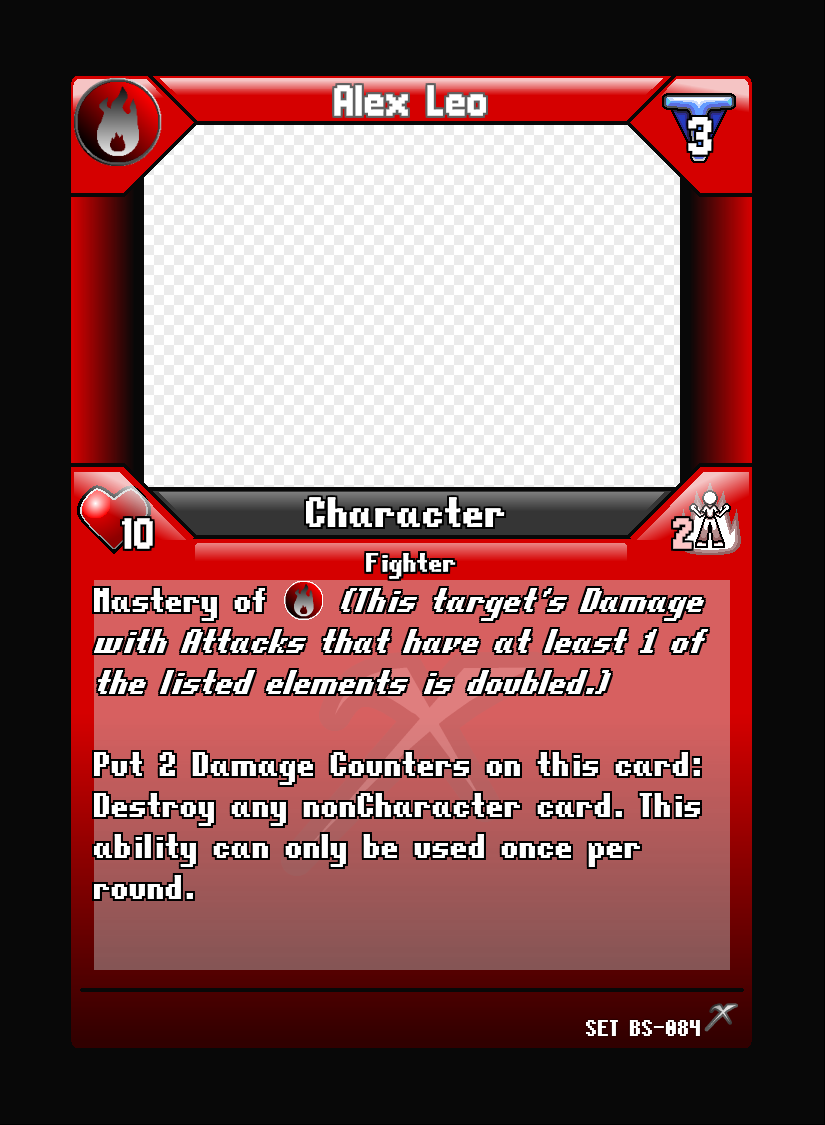 Alex Leo
3
Character
10
2
Fighter
Mastery of (This target's Damage
with Attacks that have at least 1 of
the listed elements is doubled.)
Put 2 Damage Counters on this card:
Destroy any nonCharacter card. This
ability can only be used once per
round.
SET BS-084